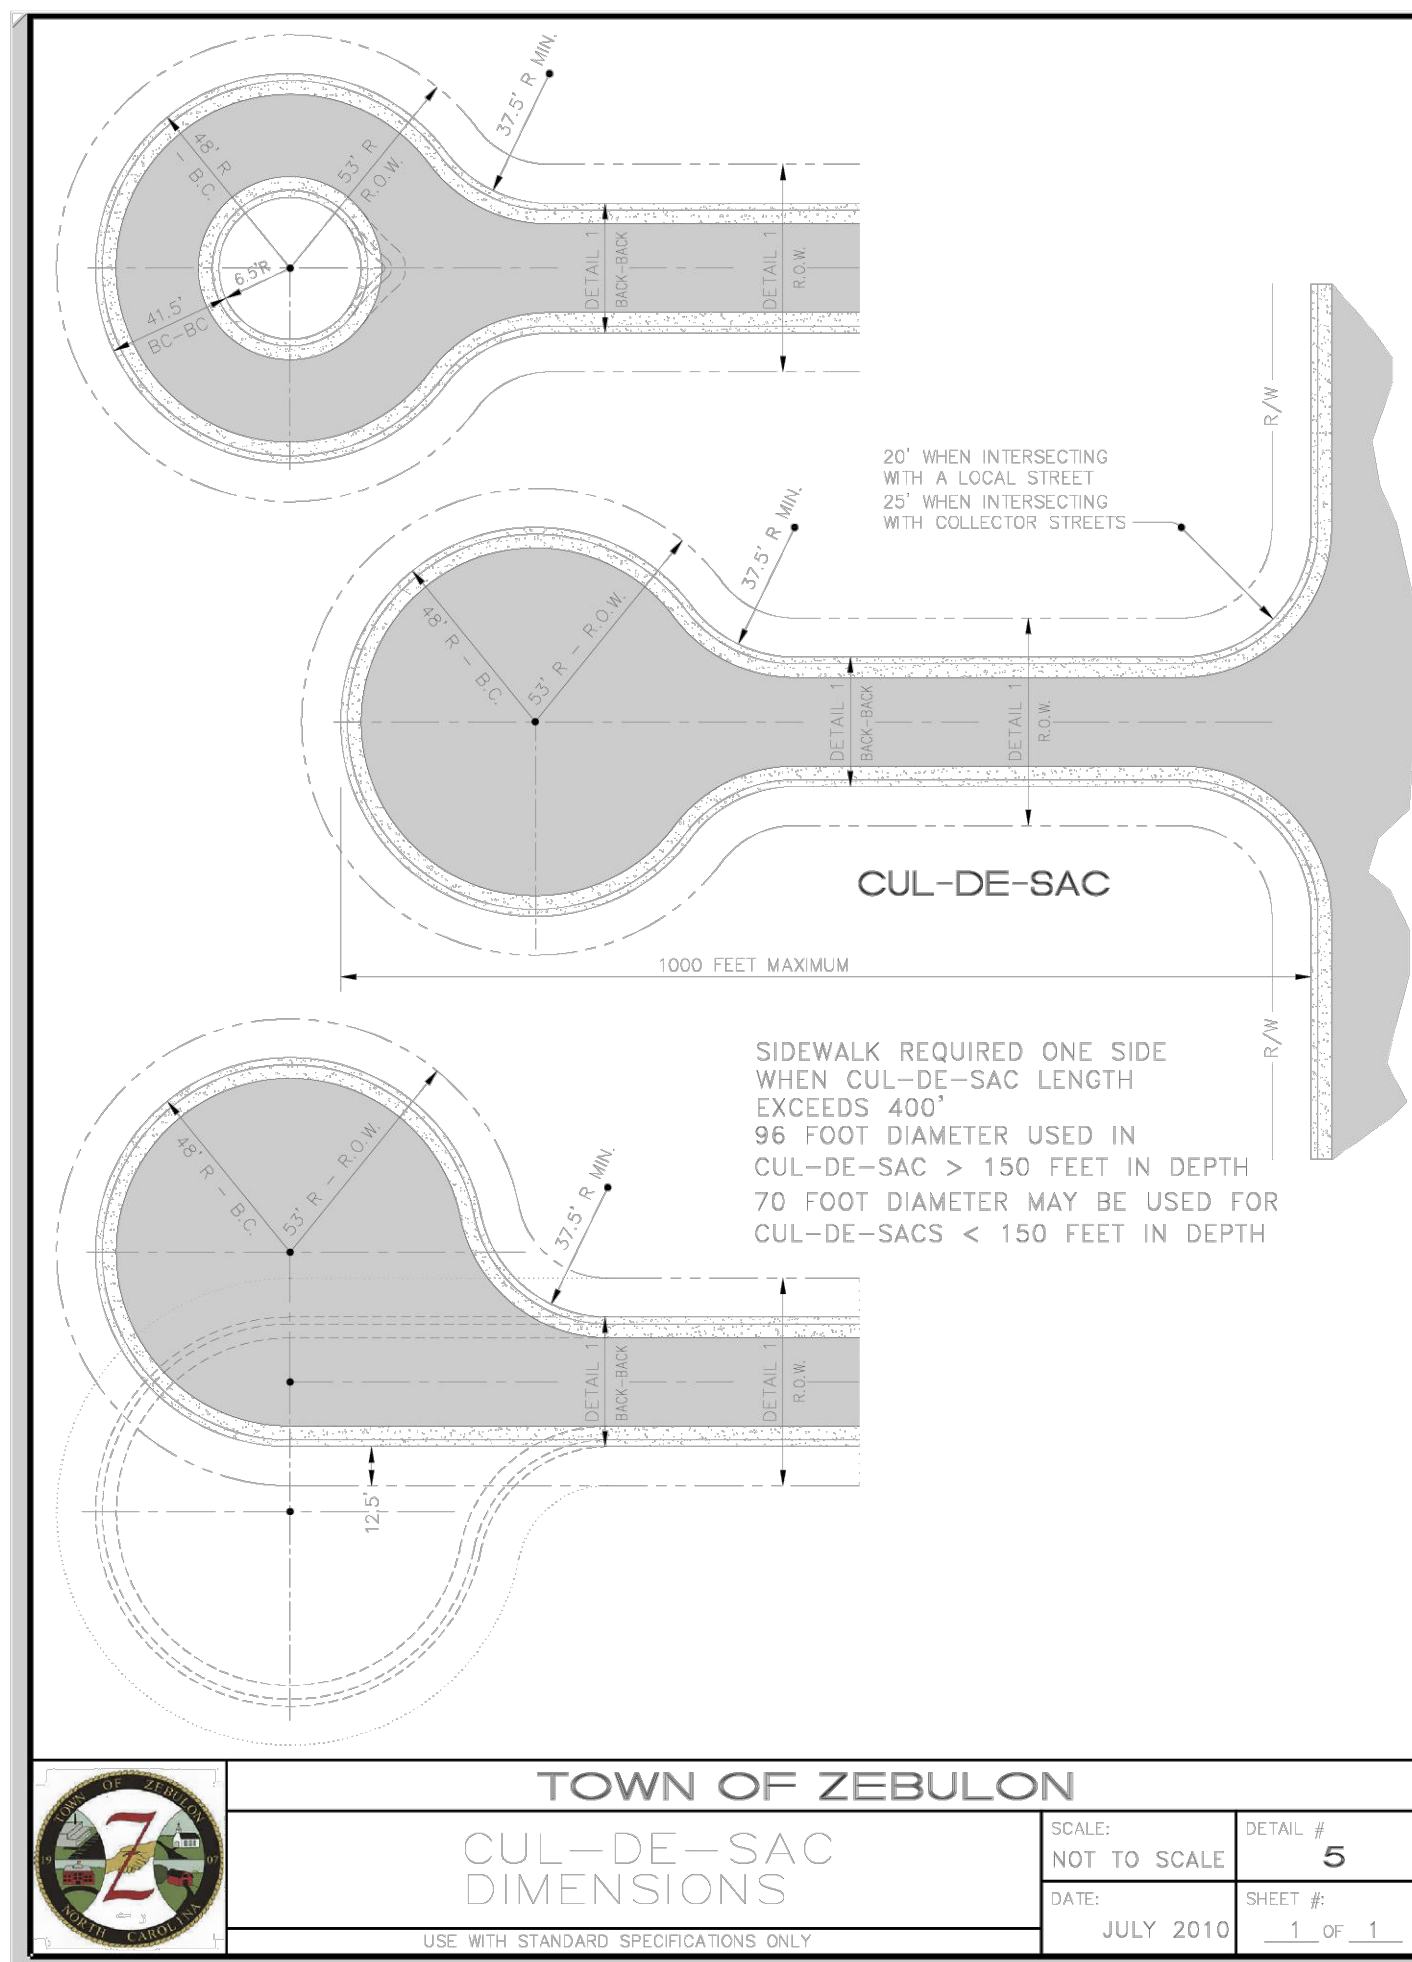 37.5' R MIN.
48' R
- B.C.
53' R
R.O.W.
6.5'R
41.5'
BC-BC
DETAIL 1
BACK-BACK
DETAIL 1
R.O.W.
R/W
20' WHEN INTERSECTING
WITH A LOCAL STREET
25' WHEN INTERSECTING
WITH COLLECTOR STREETS
37.5' R MIN.
48' R - B.C.
53' R - R.O.W.
DETAIL 1
BACK-BACK
DETAIL 1
R.O.W.
CUL-DE-SAC
1000 FEET MAXIMUM
R/W
SIDEWALK REQUIRED ONE SIDE
WHEN CUL-DE-SAC LENGTH
EXCEEDS 400'
96 FOOT DIAMETER USED IN
CUL-DE-SAC > 150 FEET IN DEPTH
70 FOOT DIAMETER MAY BE USED FOR
CUL-DE-SACS < 150 FEET IN DEPTH
48' R - B.C.
53' R - R.O.W.
37.5' R MIN.
DETAIL 1
BACK-BACK
DETAIL 1
R.O.W.
12.5'
TOWN OF ZEBULON
NORTH CAROLINA
1907
Z
TOWN OF ZEBULON
CUL-DE-SAC
DIMENSIONS
USE WITH STANDARD SPECIFICATIONS ONLY
SCALE:
NOT TO SCALE
DETAIL #
5
DATE:
JULY 2010
SHEET #:
1 OF 1